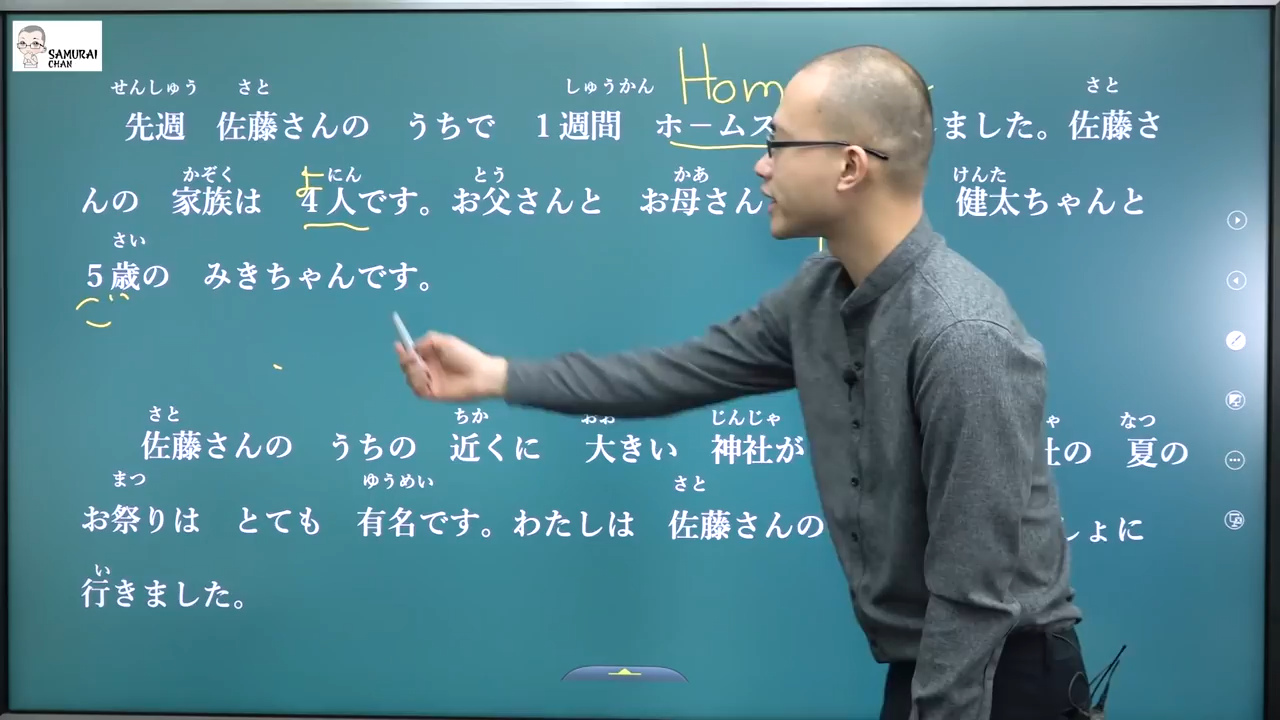 SAMURAI
CHAN
Hom
せんしゅう さと しゅうかん さと
先週 佐藤さんの うちで 1週間 ホームス ました。佐藤さ
かぞく よ にん とう かあ けんた
んの 家族は 4人です。お父さんと お母さん 健太ちゃんと
さい
5歳の みきちゃんです。
ご
さと ちか おお じんじゃ ゃ なつ
佐藤さんの うちの 近くに 大きい 神社が の 夏の
まつ ゆうめい さと
お祭りは とても 有名です。わたしは 佐藤さんの しょに
い
行きました。